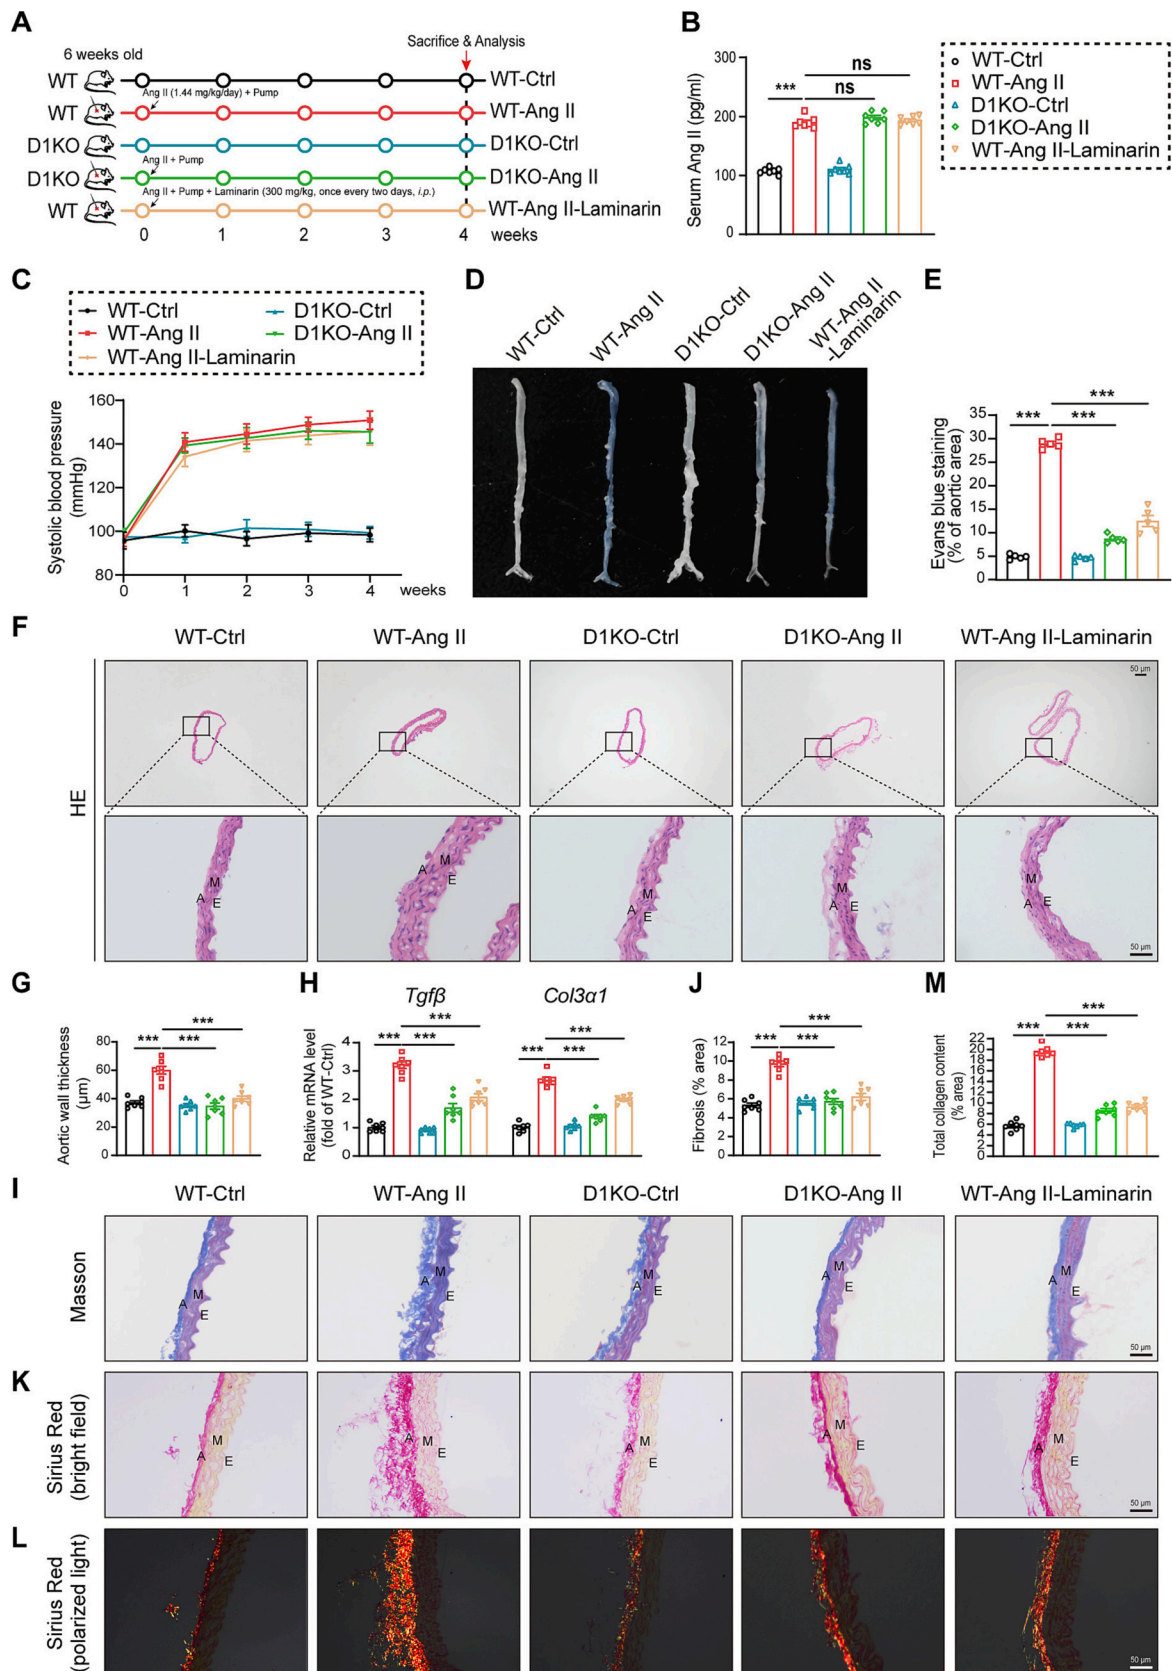 A
6 weeks old
Sacrifice & Analysis
WT
WT-Ctrl
Ang II (1.44 mg/kg/day) + Pump
WT
WT-Ang II
D1KO
D1KO-Ctrl
Ang II + Pump
D1KO
D1KO-Ang II
Ang II + Pump + Laminarin (300 mg/kg, once every two days, i.p.)
WT
WT-Ang II-Laminarin
0 1 2 3 4 weeks
B
Serum Ang II (pg/ml)
300
200
100
0
ns
*** ns
WT-Ctrl
WT-Ang II
D1KO-Ctrl
D1KO-Ang II
WT-Ang II-Laminarin
C
WT-Ctrl D1KO-Ctrl
WT-Ang II D1KO-Ang II
WT-Ang II-Laminarin
Systolic blood pressure
(mmHg)
160
140
120
100
80
0 1 2 3 4 weeks
D
WT-Ctrl
WT-Ang II
D1KO-Ctrl
D1KO-Ang II
WT-Ang II
-Laminarin
E
Evans blue staining
(% of aortic area)
35
30
20
10
0
***
*** ***
F
WT-Ctrl WT-Ang II D1KO-Ctrl D1KO-Ang II WT-Ang II-Laminarin
HE
50 µm
A M E
A M E
A M E
A M E
A M E
50 µm
G
Aortic wall thickness
(µm)
80
60
40
20
0
***
*** ***
H
Tgfβ Col3α1
Relative mRNA level
(fold of WT-Ctrl)
4
3
2
1
0
***
*** ***
***
*** ***
J
Fibrosis (% area)
12
10
8
6
4
2
0
***
*** ***
M
Total collagen content
(% area)
22
20
18
16
14
12
10
8
6
4
2
0
***
*** ***
I
WT-Ctrl WT-Ang II D1KO-Ctrl D1KO-Ang II WT-Ang II-Laminarin
Masson
A M E
A M E
A M E
A M E
A M E
50 µm
K
Sirius Red
(bright field)
A M E
A M E
A M E
A M E
A M E
50 µm
L
Sirius Red
(polarized light)
50 µm